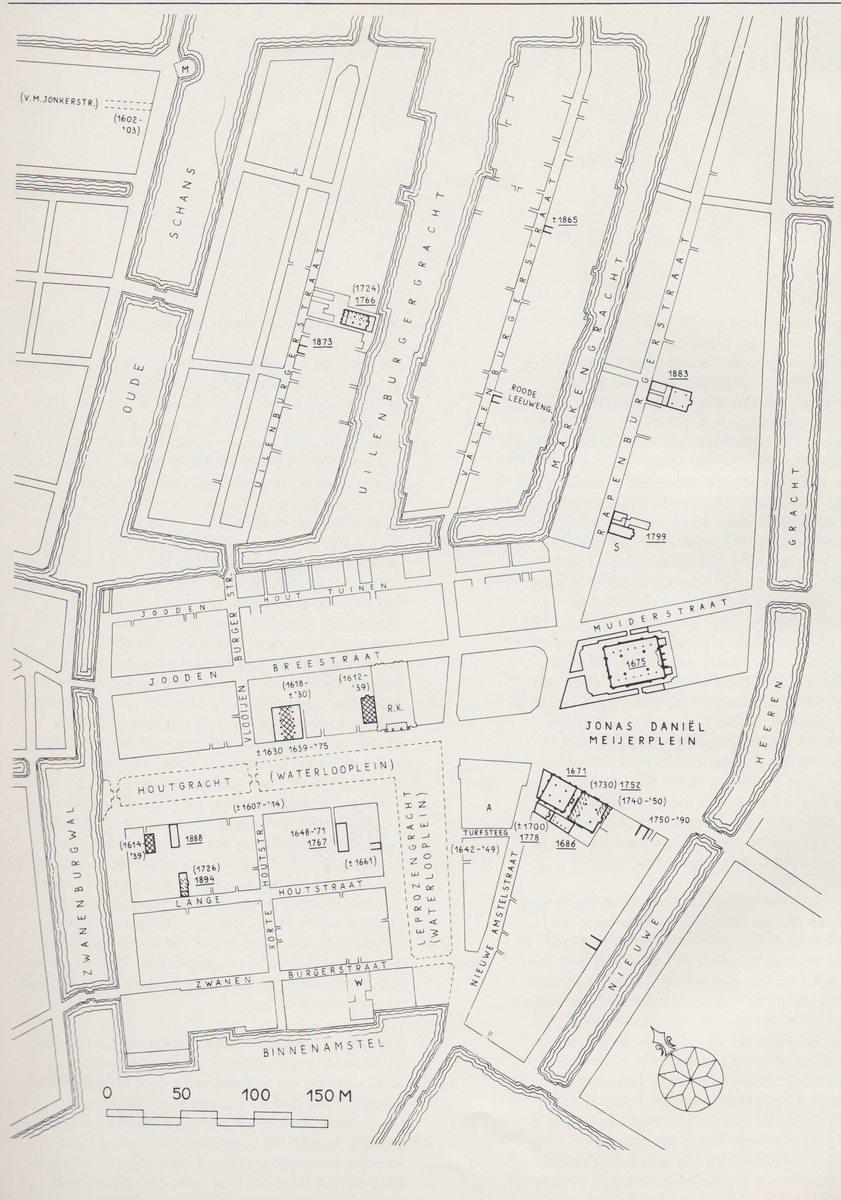 M
(V.M.JONKERSTR.)
(1602-
'03)
SCHANS
OUDE
UILENBURGERSTRAAT
(1724)
1766
1873
UILENBURGERGRACHT
VALKENBURGERSTRAAT
±1865
ROODE
LEEUWENG.
MARKENGRACHT
RAPENBURGERSTRAAT
1883
1799
S
GRACHT
HEEREN
NIEUWE
MUIDERSTRAAT
1675
JONAS DANIËL
MEIJERPLEIN
JOODEN
HOUT TUINEN
BURGER STR.
VLOOIJEN
JOODEN
BREESTRAAT
(1618-
±'30)
(1612-
'39)
R.K.
±1630 1639-'75
HOUTGRACHT
(WATERLOOPLEIN)
(±1607-'14)
ZWANENBURGWAL
(1614-
'39)
1888
(1726)
1894
1648-'71
1767
(±1661)
KORTE
HOUTSTR.
LANGE
HOUTSTRAAT
LEPROZENGRACHT
(WATERLOOPLEIN)
A
TURFSTEEG
(1642-'49)
NIEUWE AMSTELSTRAAT
1671
(1730) 1752
(1740-'50)
1750-'90
(±1700)
1778
1686
ZWANEN
BURGERSTRAAT
W
BINNENAMSTEL
0 50 100 150 M